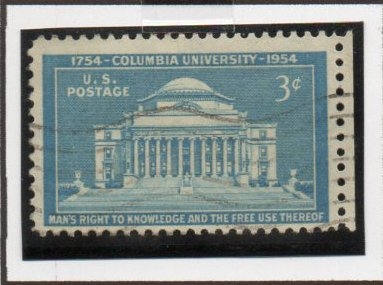 1754 - COLUMBIA UNIVERSITY - 1954
U.S. POSTAGE
3¢
MAN'S RIGHT TO KNOWLEDGE AND THE FREE USE THEREOF